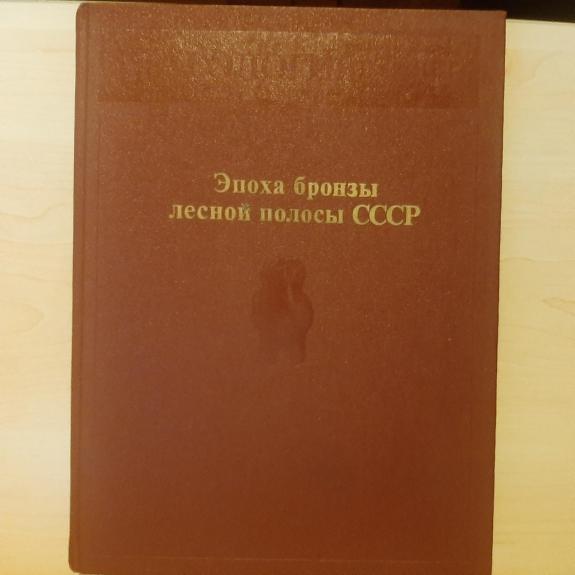 Эпоха бронзы
лесной полосы СССР